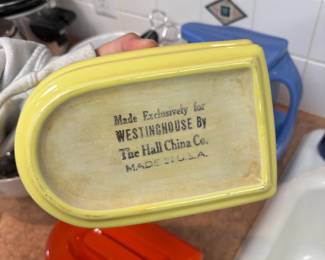 Made Exclusively for
WESTINGHOUSE By
The Hall China Co.
MADE IN U.S.A.